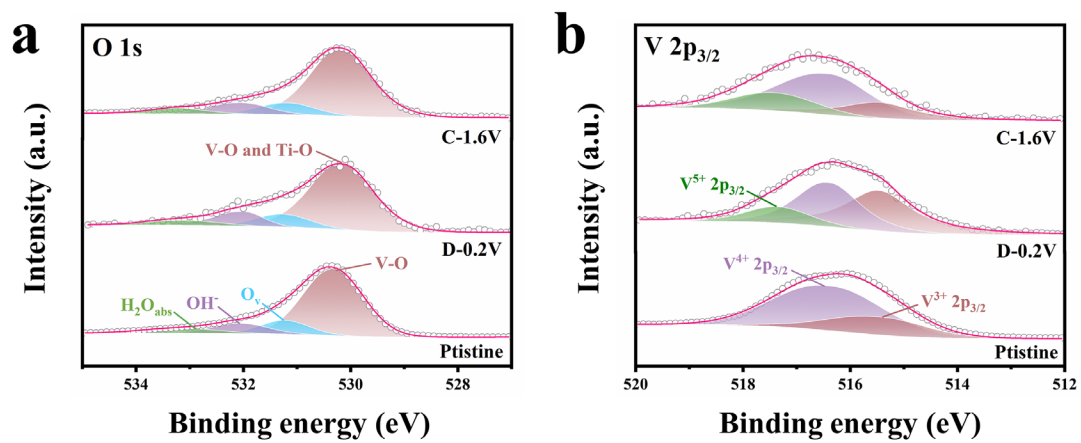 a
O 1s
C-1.6V
V-O and Ti-O
D-0.2V
V-O
H₂Oabs
OH⁻
Oᵥ
Ptistine
534
532
530
528
Binding energy (eV)
Intensity (a.u.)
b
V 2p₃/₂
C-1.6V
V⁵⁺ 2p₃/₂
D-0.2V
V⁴⁺ 2p₃/₂
V³⁺ 2p₃/₂
Ptistine
520
518
516
514
512
Binding energy (eV)
Intensity (a.u.)